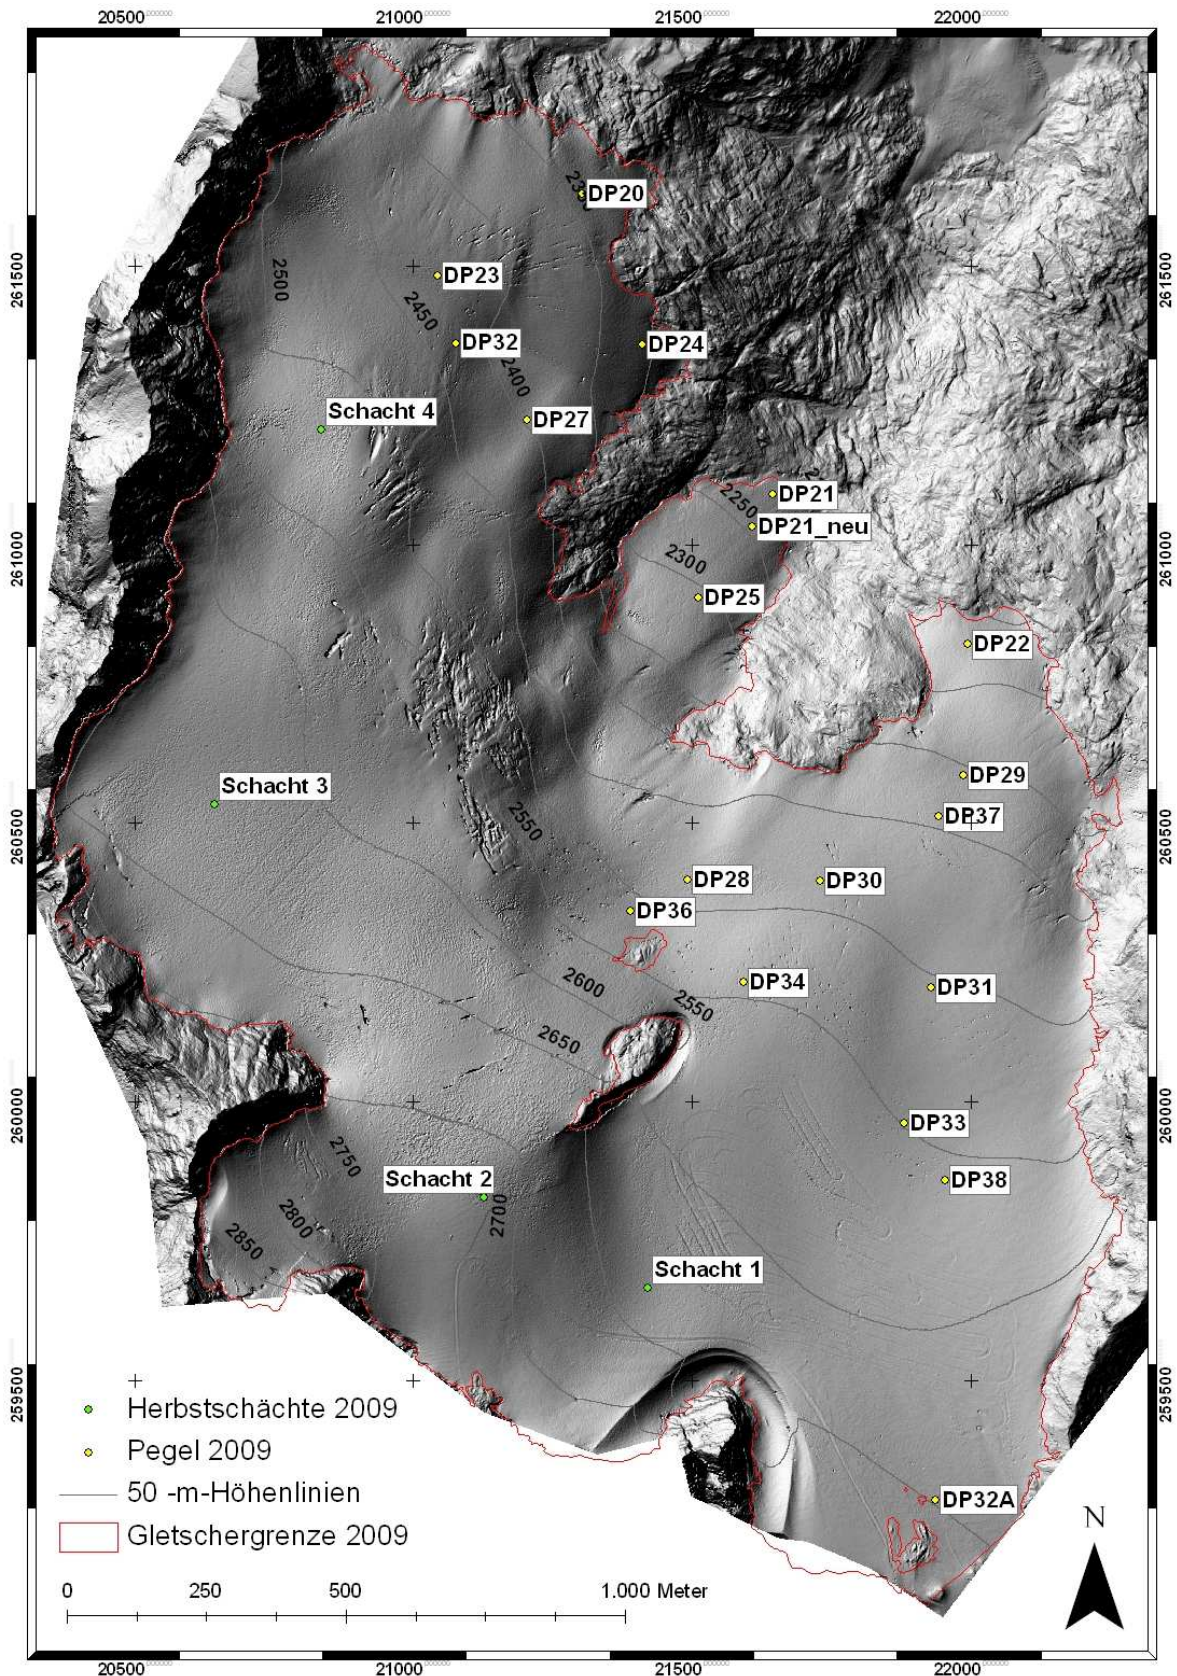 20500 21000 21500 22000
DP20
2500
DP23
261500
261500
2450
DP32
DP24
2400
Schacht 4
DP27
DP21
2250
DP21_neu
261000
261000
2300
DP25
DP22
Schacht 3
DP29
2550
DP37
260500
260500
DP28
DP30
DP36
2600
DP34
DP31
2550
2650
260000
260000
DP33
2750
Schacht 2
DP38
2700
2800
2850
Schacht 1
259500
259500
Herbstschächte 2009
Pegel 2009
50 -m-Höhenlinien
DP32A
Gletschergrenze 2009
N
0 250 500 1.000 Meter
20500 21000 21500 22000